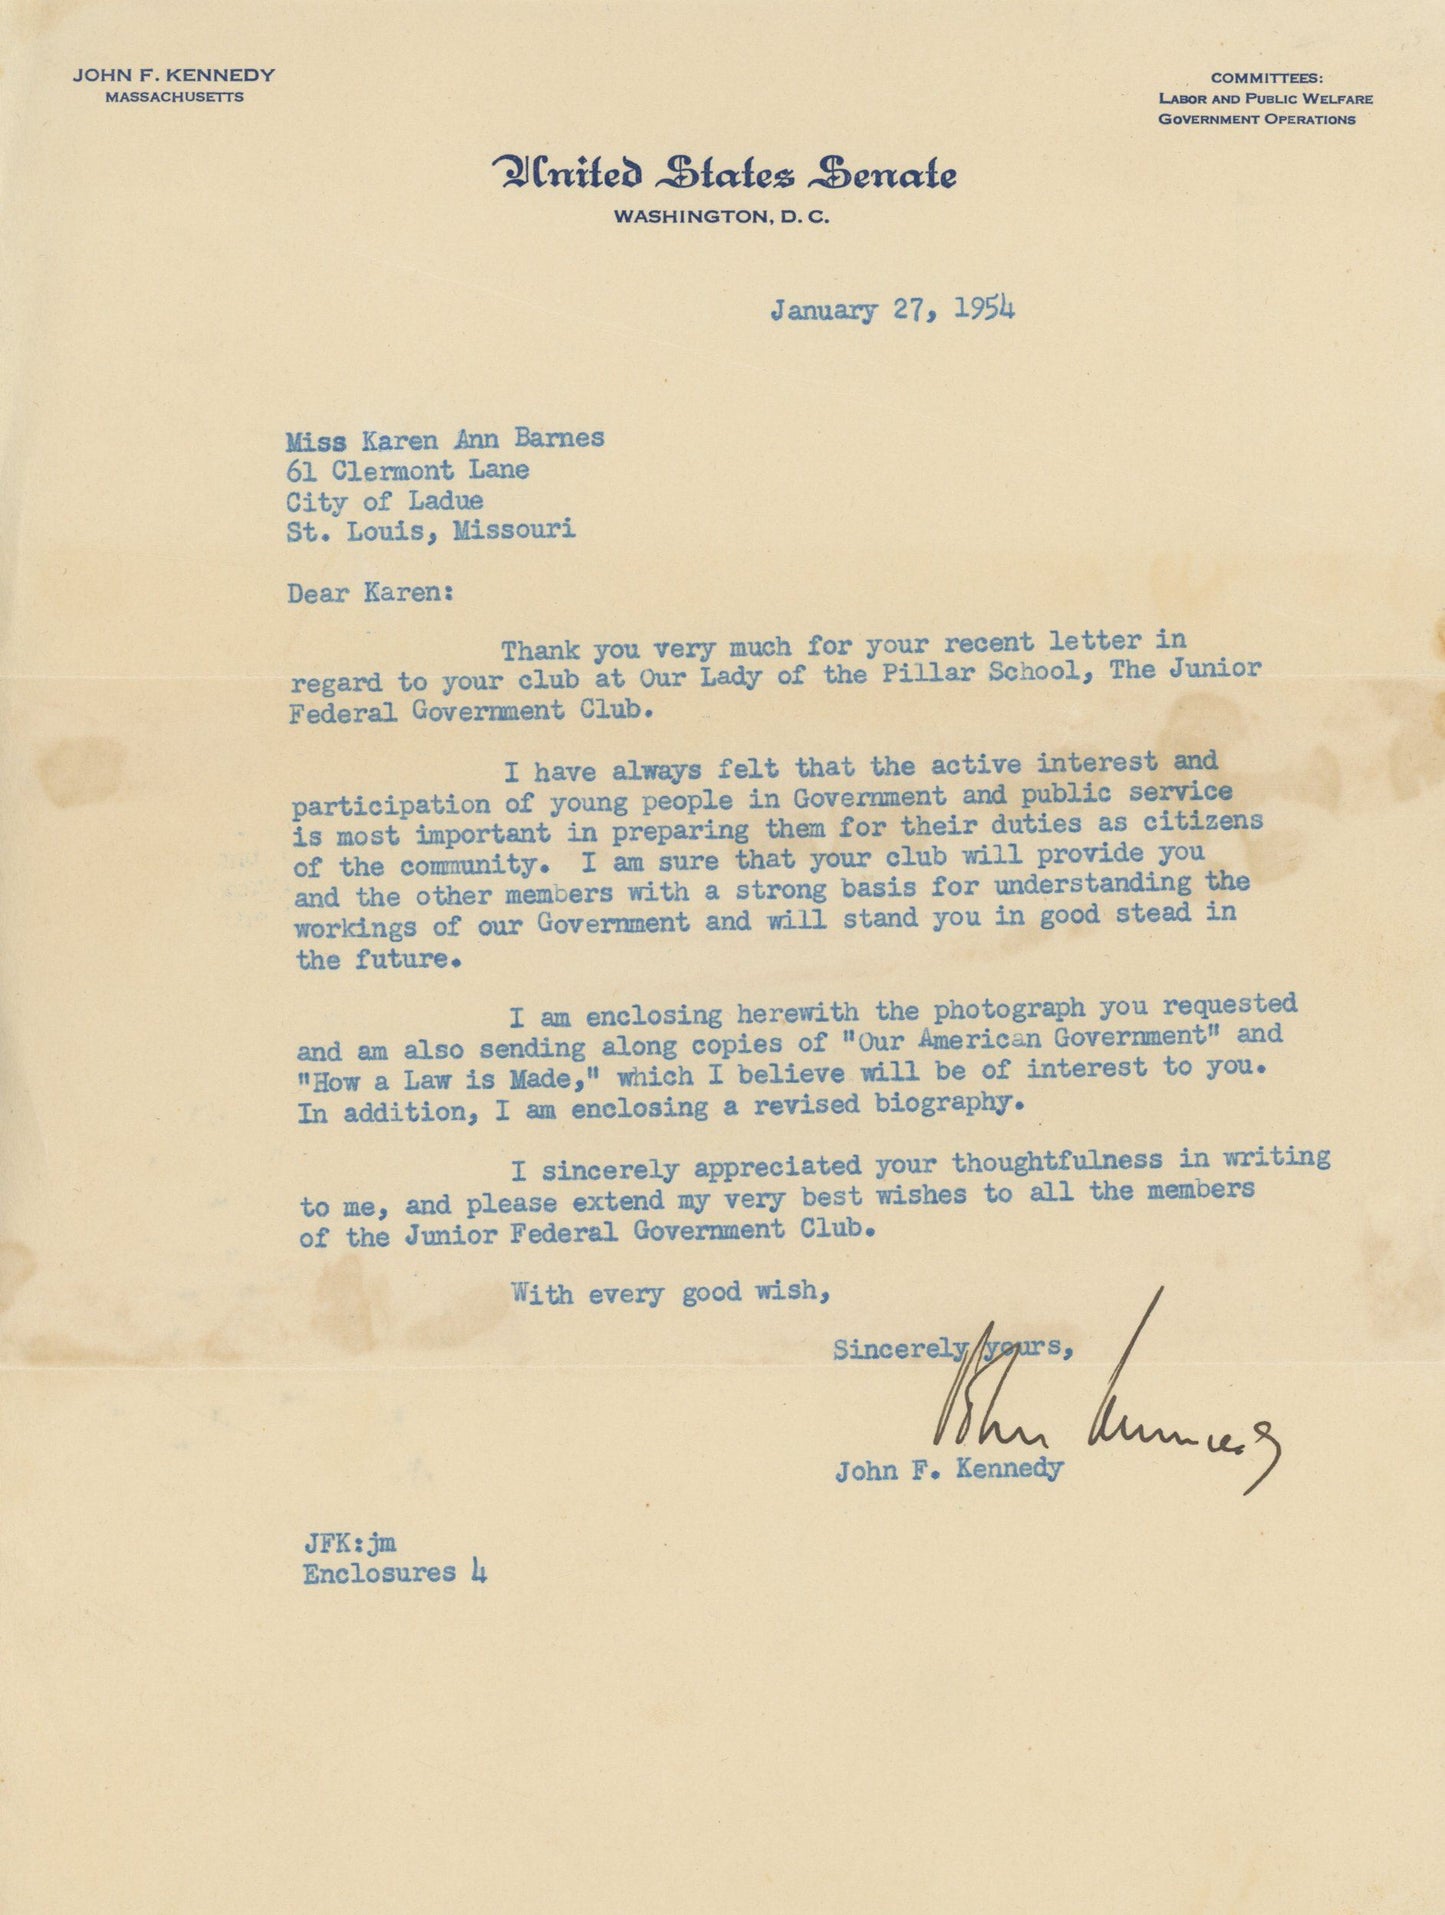 JOHN F. KENNEDY
MASSACHUSETTS
COMMITTEES:
LABOR AND PUBLIC WELFARE
GOVERNMENT OPERATIONS
United States Senate
WASHINGTON, D. C.
January 27, 1954
Miss Karen Ann Barnes
61 Clermont Lane
City of Ladue
St. Louis, Missouri
Dear Karen:
Thank you very much for your recent letter in
regard to your club at Our Lady of the Pillar School, The Junior
Federal Government Club.
I have always felt that the active interest and
participation of young people in Government and public service
is most important in preparing them for their duties as citizens
of the community. I am sure that your club will provide you
and the other members with a strong basis for understanding the
workings of our Government and will stand you in good stead in
the future.
I am enclosing herewith the photograph you requested
and am also sending along copies of "Our American Government" and
"How a Law is Made," which I believe will be of interest to you.
In addition, I am enclosing a revised biography.
I sincerely appreciated your thoughtfulness in writing
to me, and please extend my very best wishes to all the members
of the Junior Federal Government Club.
With every good wish,
Sincerely yours,
John Kennedy
John F. Kennedy
JFK:jm
Enclosures 4